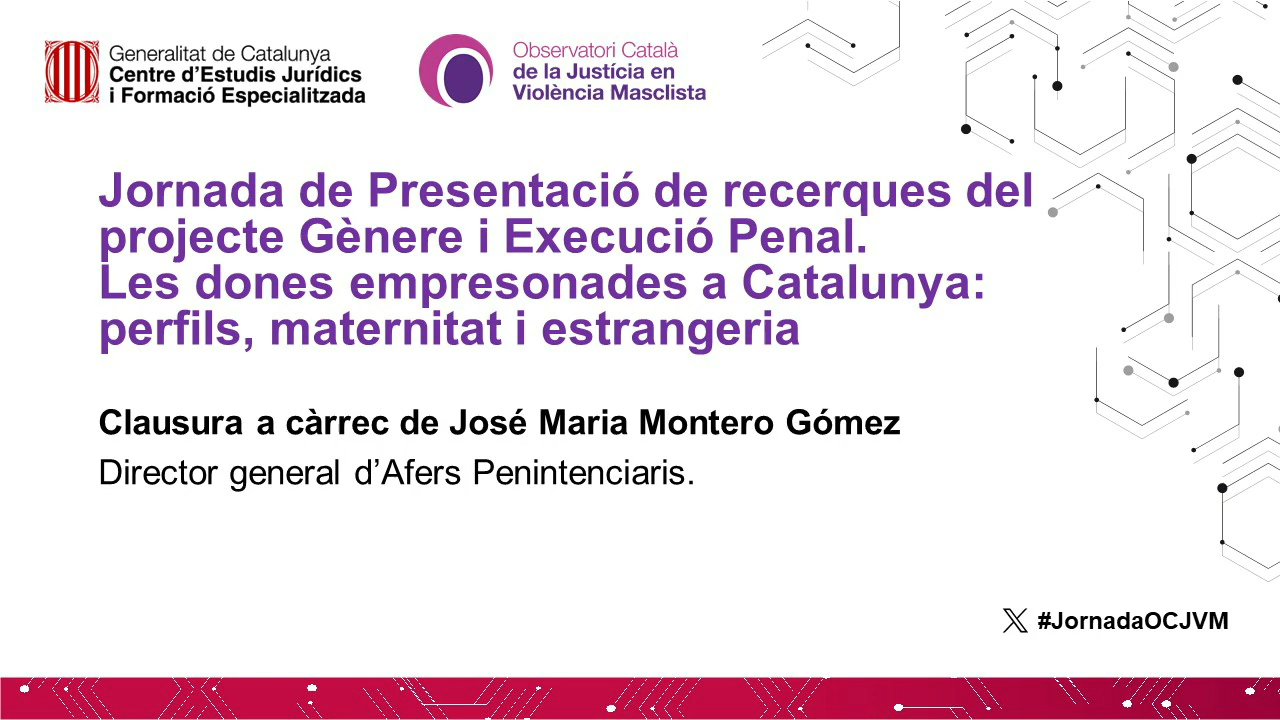 Generalitat de Catalunya
Centre d'Estudis Jurídics
i Formació Especialitzada
Observatori Català
de la Justícia en
Violència Masclista
Jornada de Presentació de recerques del
projecte Gènere i Execució Penal.
Les dones empresonades a Catalunya:
perfils, maternitat i estrangeria
Clausura a càrrec de José Maria Montero Gómez
Director general d’Afers Penintenciaris.
#JornadaOCJVM